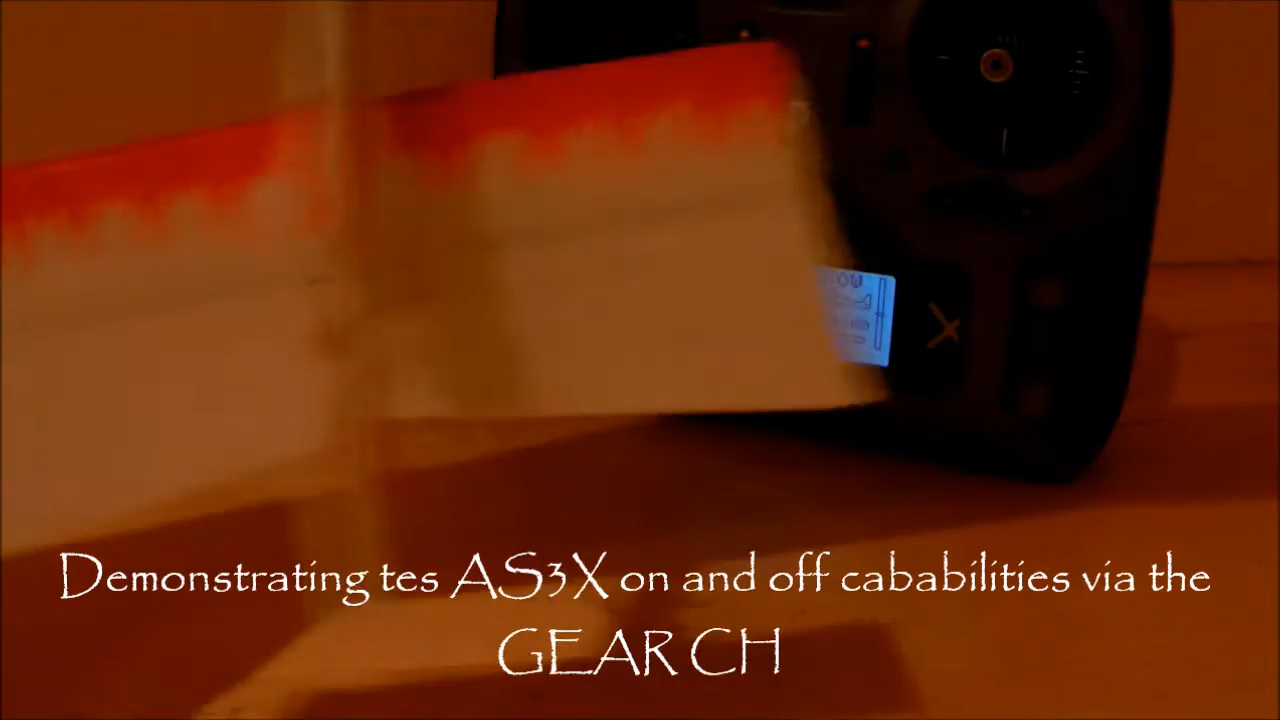 Demonstrating tes AS3X on and off cababilities via the
GEAR CH